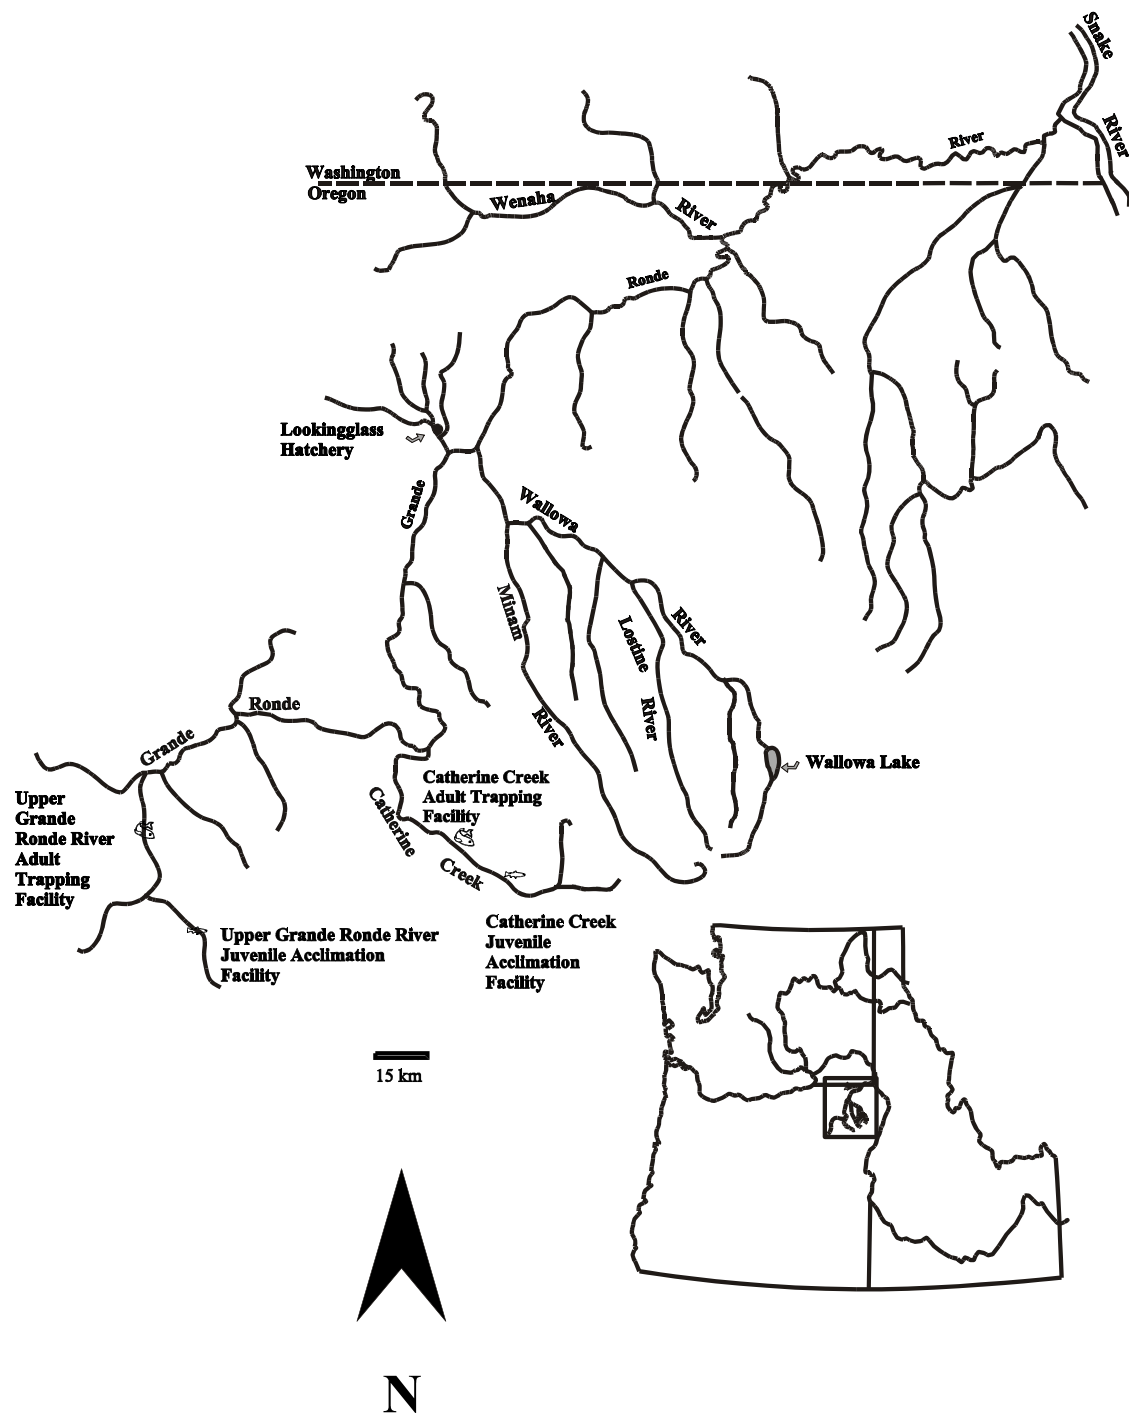 Snake
River
River
Washington
Oregon
Wenaha
River
Ronde
Lookingglass
Hatchery
Grande
Wallowa
Minam
River
Lostine
River
River
Ronde
Grande
Wallowa Lake
Catherine Creek
Adult Trapping
Facility
Catherine
Creek
Upper
Grande
Ronde River
Adult
Trapping
Facility
Upper Grande Ronde River
Juvenile Acclimation
Facility
Catherine Creek
Juvenile
Acclimation
Facility
15 km
N